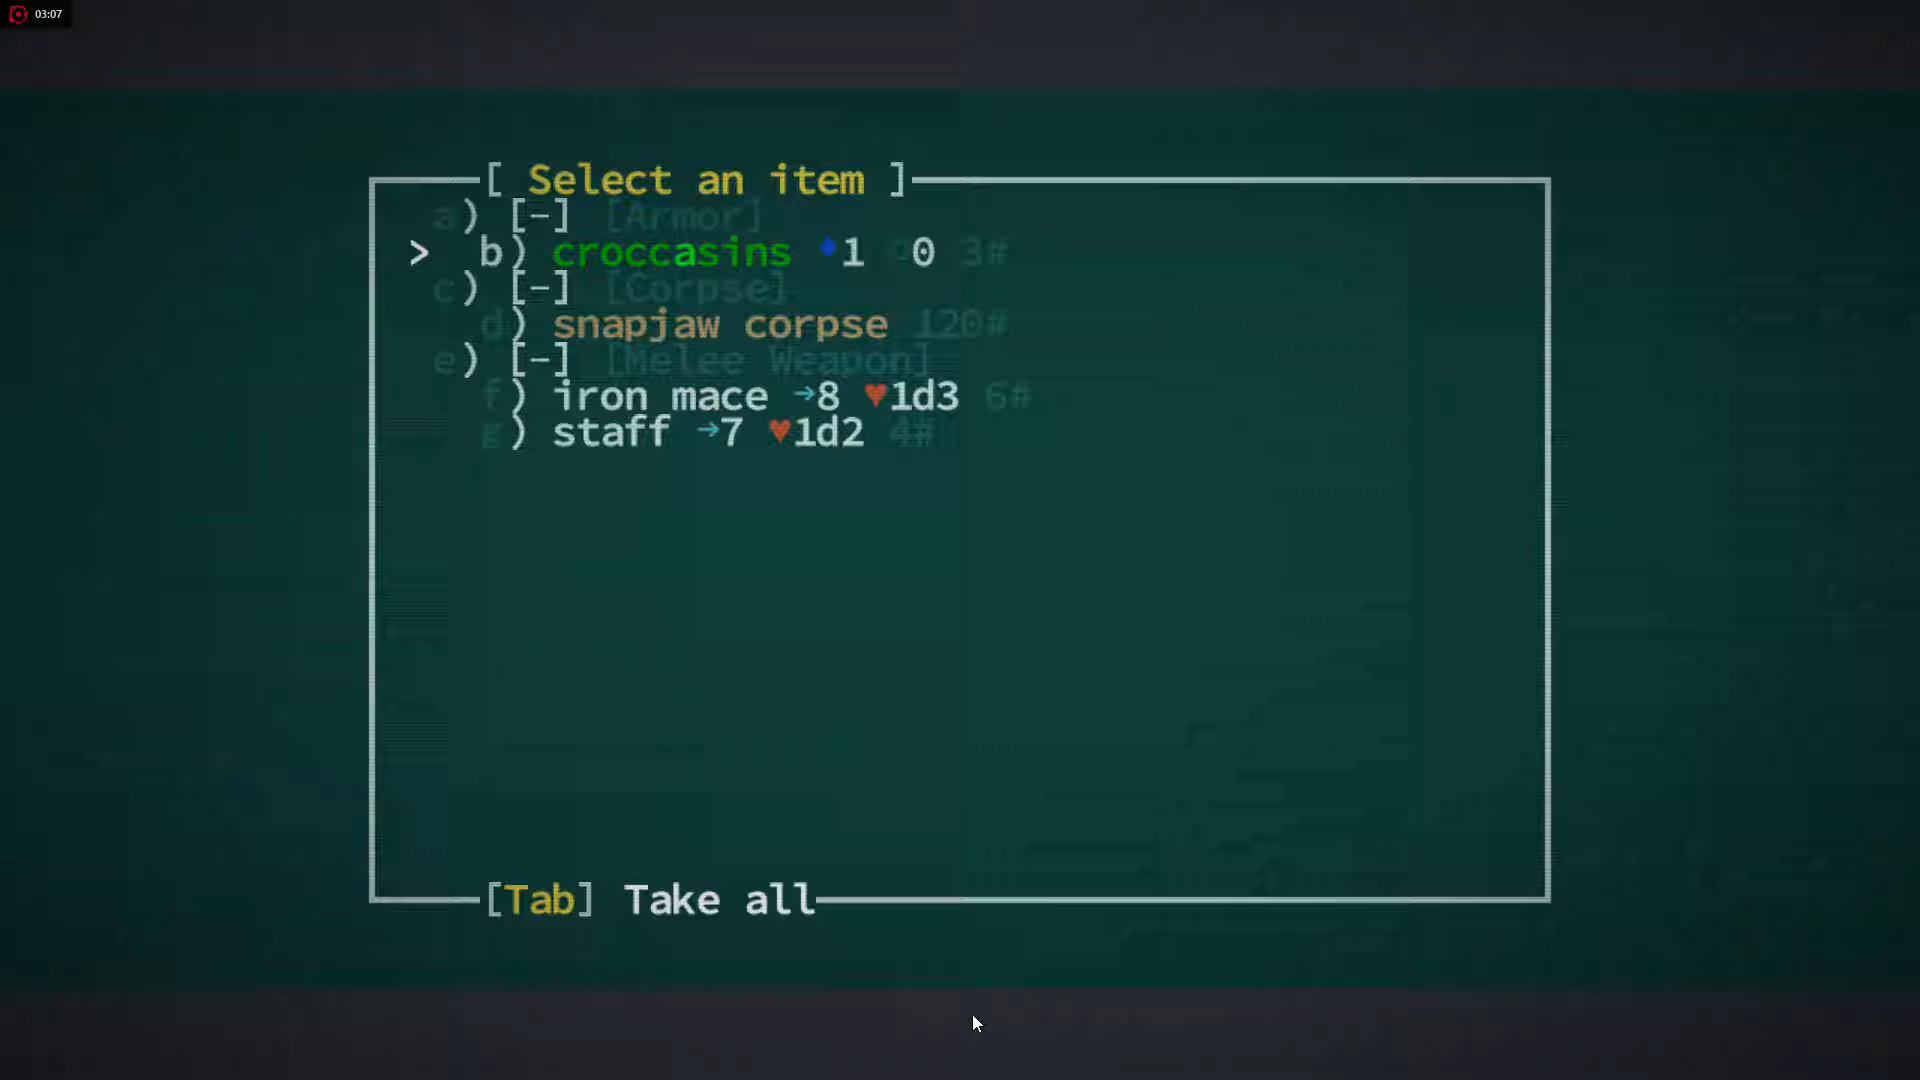 03:07
[ Select an item ]
a) [-] [Armor]
> b) croccasins ♦1 ○0 3#
c) [-] [Corpse]
d) snapjaw corpse 120#
e) [-] [Melee Weapon]
f) iron mace →8 ♥1d3 6#
g) staff →7 ♥1d2 4#
[Tab] Take all